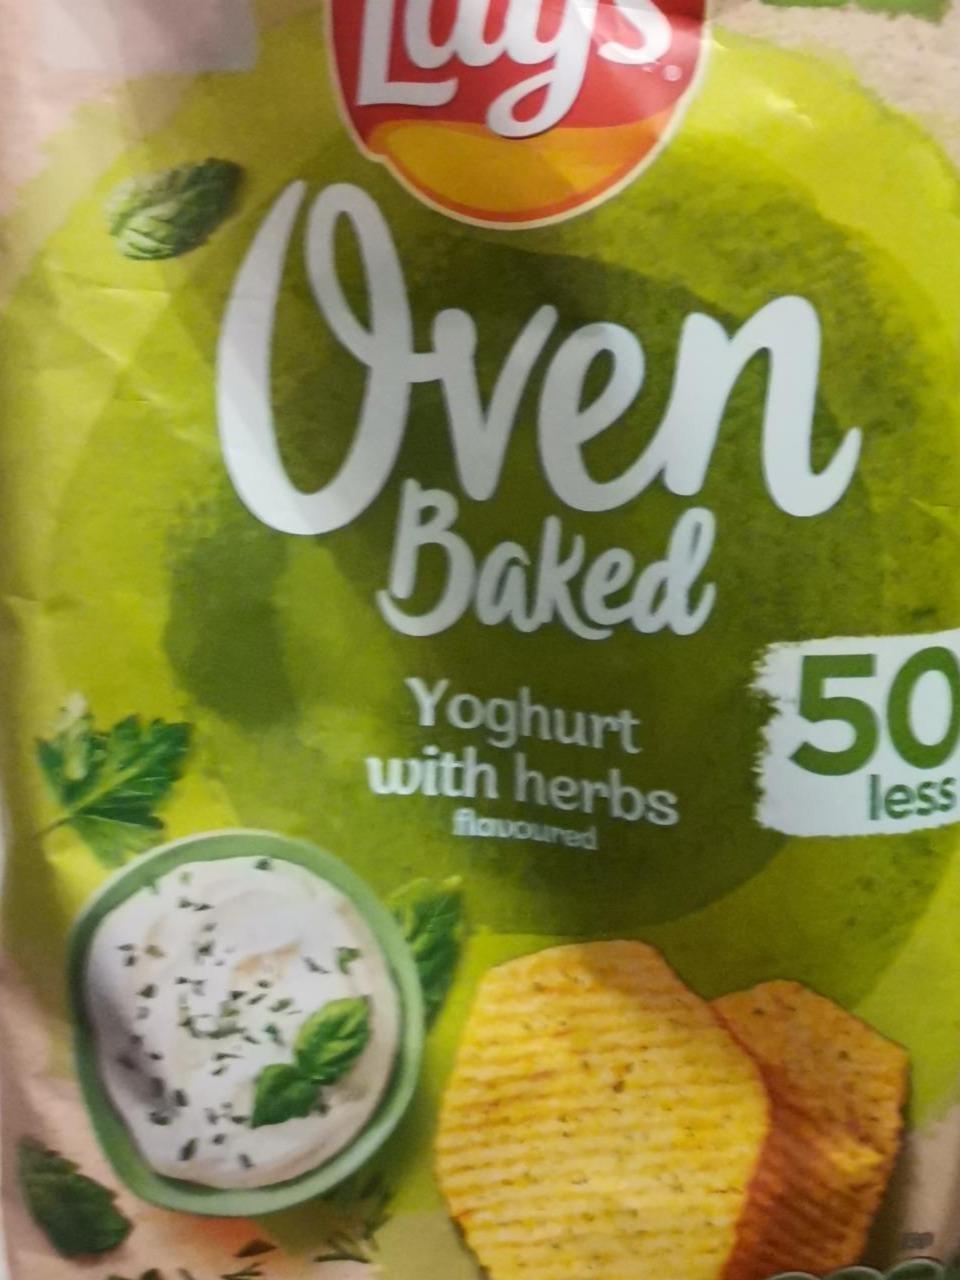 Lay's
Oven
Baked
Yoghurt
with herbs
flavoured
50
less